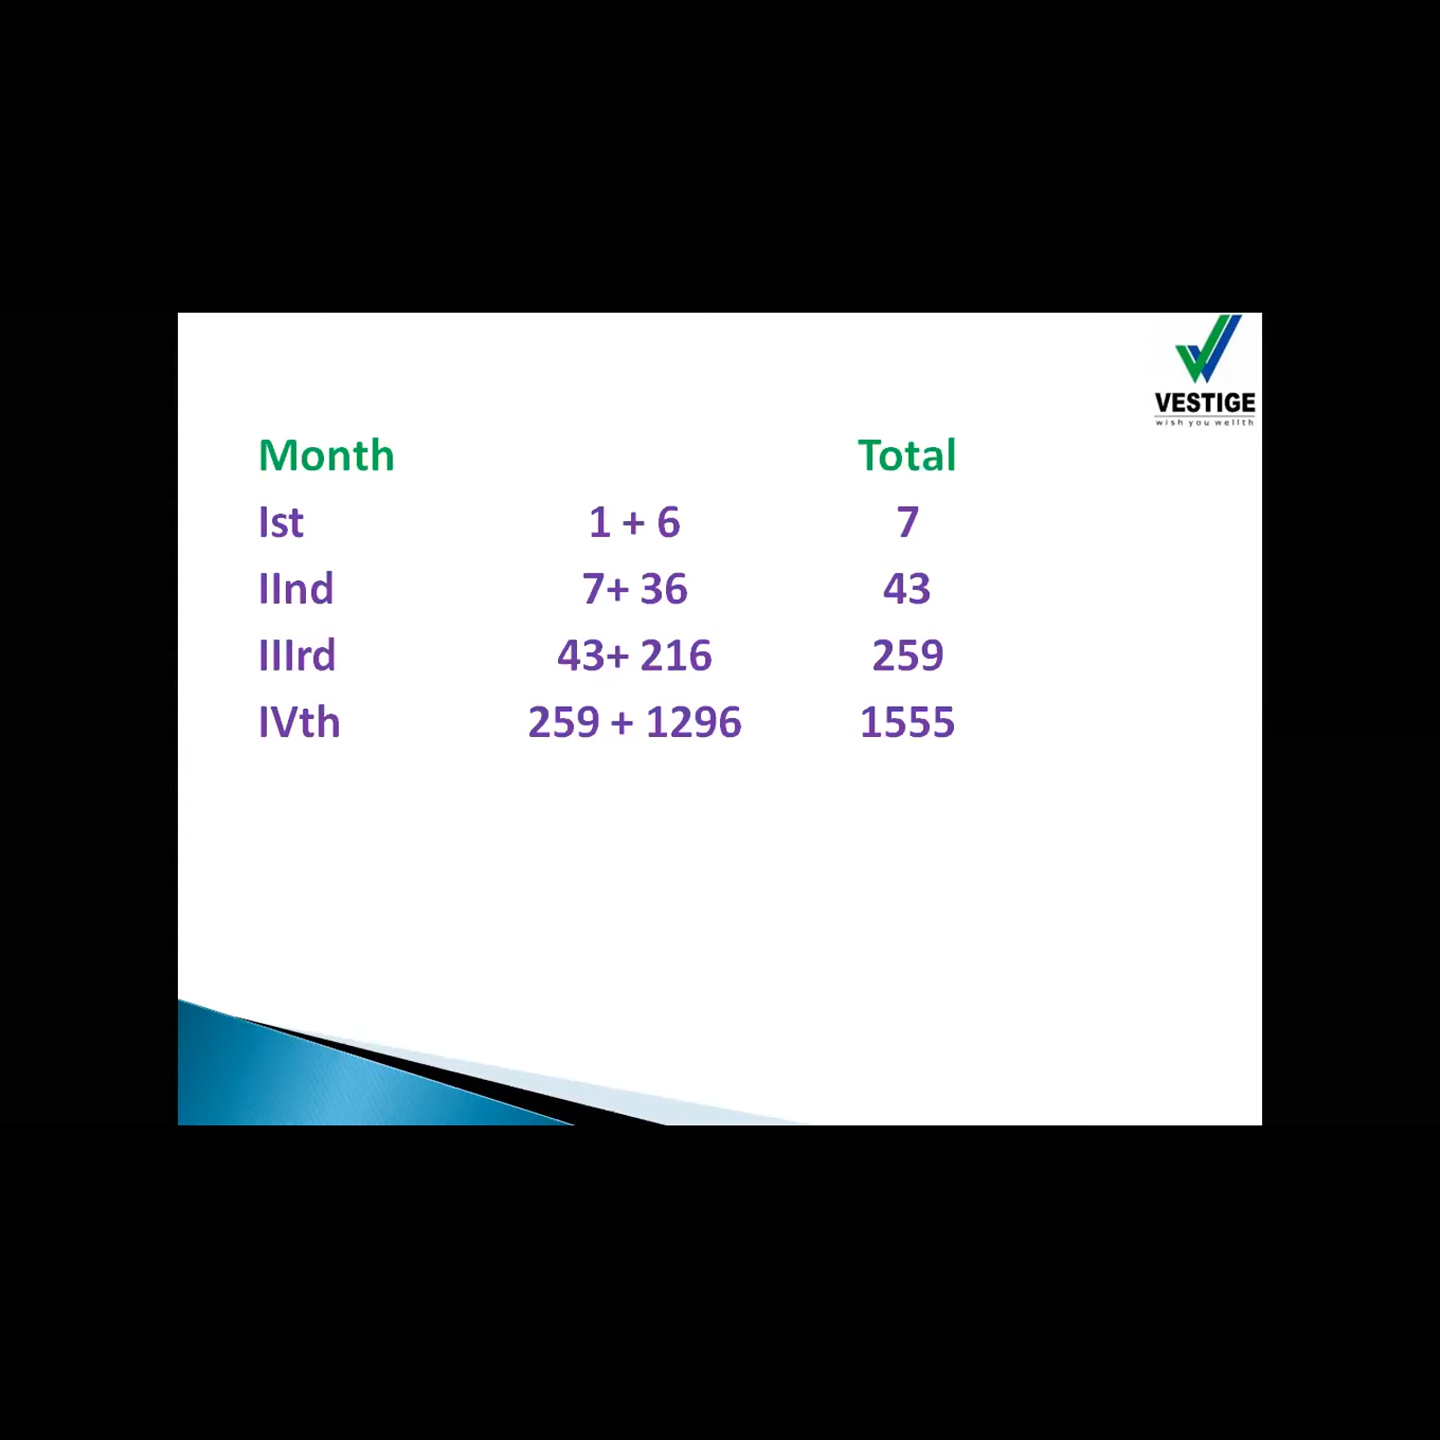 VESTIGE
wish you wellth
Month Total
Ist 1 + 6 7
IInd 7+ 36 43
IIIrd 43+ 216 259
IVth 259 + 1296 1555